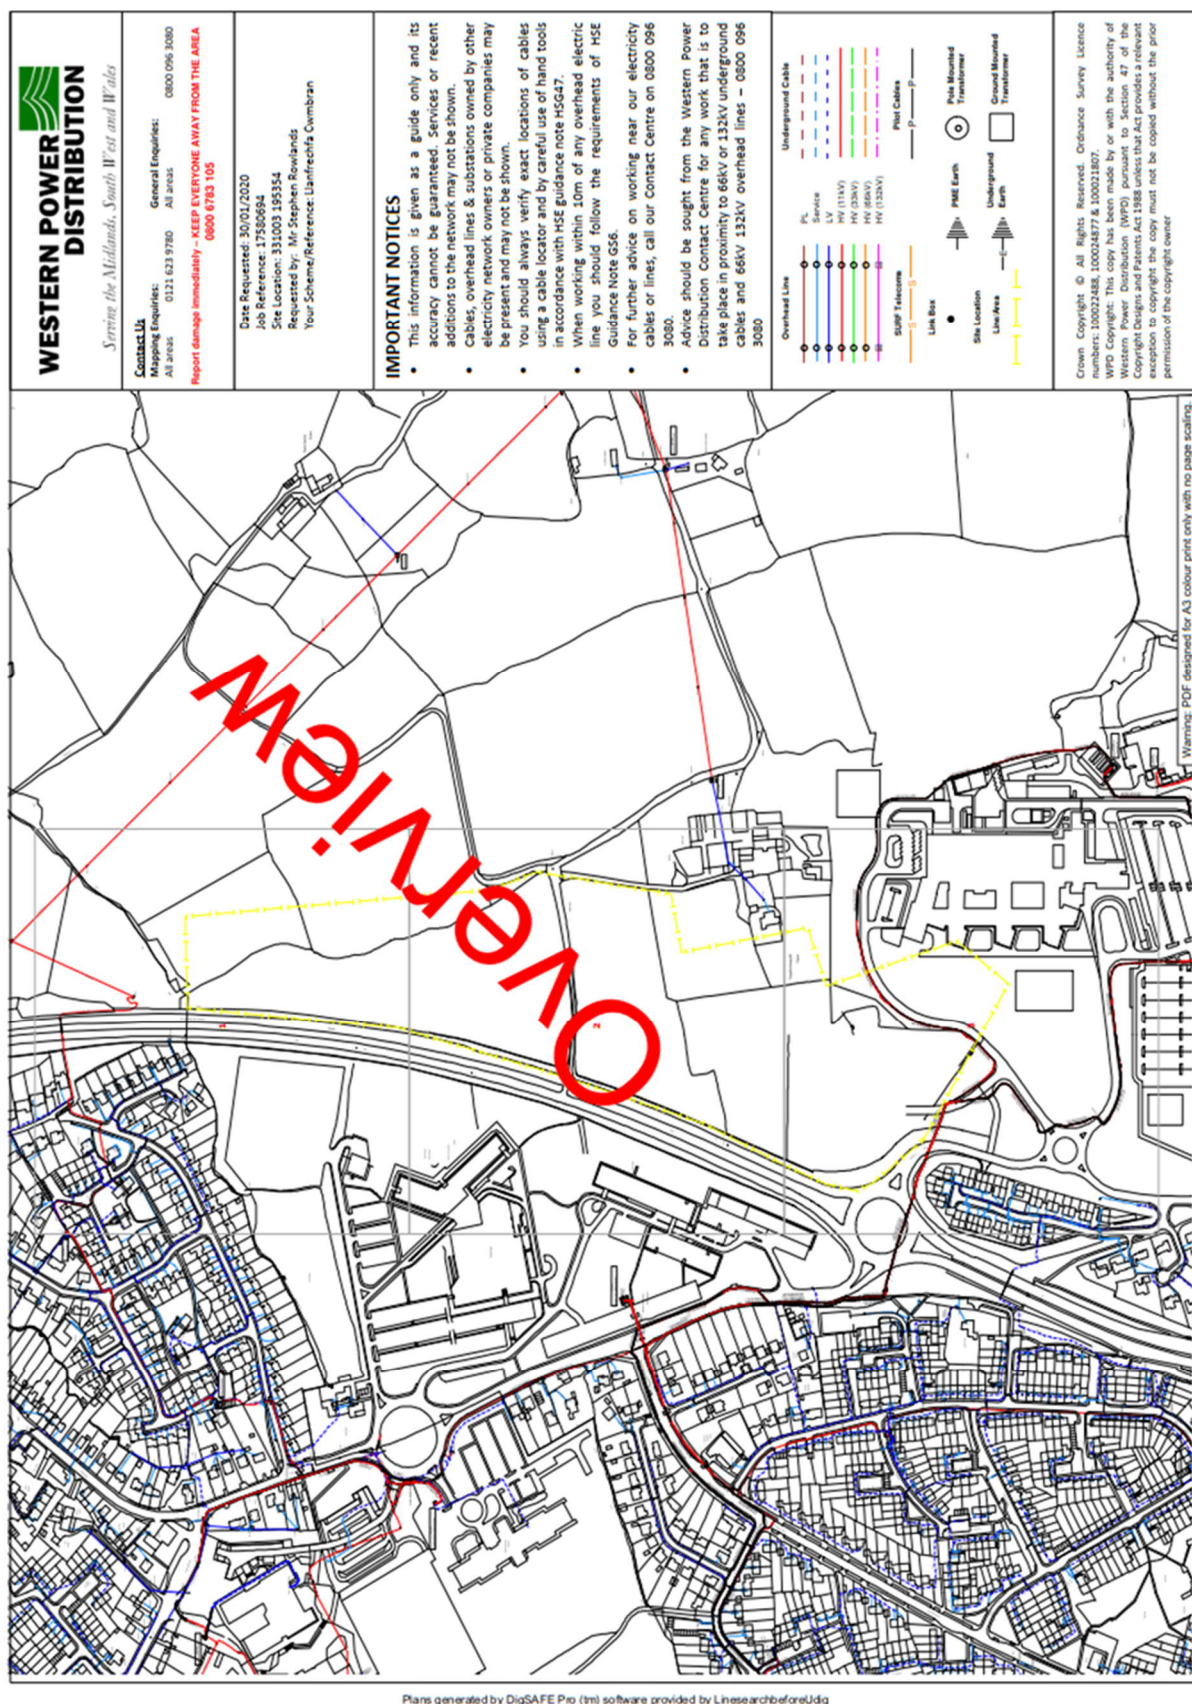 WESTERN POWER
DISTRIBUTION
Serving the Midlands, South West and Wales
Contact Us
Mapping Enquiries: General Enquiries:
All areas 0121 623 9780 All areas 0800 096 3080
Report damage immediately – KEEP EVERYONE AWAY FROM THE AREA
0800 6783 105
Date Requested: 30/01/2020
Job Reference: 17580694
Site Location: 331003 195354
Requested by: Mr Stephen Rowlands
Your Scheme/Reference: Llanfrechfa Cwmbran
IMPORTANT NOTICES
• This information is given as a guide only and its
accuracy cannot be guaranteed. Services or recent
additions to the network may not be shown.
• Cables, overhead lines & substations owned by other
electricity network owners or private companies may
be present and may not be shown.
• You should always verify exact locations of cables
using a cable locator and by careful use of hand tools
in accordance with HSE guidance note HSG47.
• When working within 10m of any overhead electric
line you should follow the requirements of HSE
Guidance Note GS6.
• For further advice on working near our electricity
cables or lines, call our Contact Centre on 0800 096
3080.
• Advice should be sought from the Western Power
Distribution Contact Centre for any work that is to
take place in proximity to 66kV or 132kV underground
cables and 66kV 132kV overhead lines – 0800 096
3080
Overhead Line Underground Cable
PL
Service
LV
HV (11kV)
HV (33kV)
HV (66kV)
HV (132kV)
SURF Telecoms Pilot Cables
S S P P
Link Box PME Earth Pole Mounted
Transformer
Site Location
Line/Area Underground
Earth Ground Mounted
Transformer
E
Crown Copyright © All Rights Reserved. Ordnance Survey Licence
numbers: 100022488, 100024877 & 100021807.
WPD Copyright: This copy has been made by or with the authority of
Western Power Distribution (WPD) pursuant to Section 47 of the
Copyright Designs and Patents Act 1988 unless that Act provides a relevant
exception to copyright the copy must not be copied without the prior
permission of the copyright owner
Overview
1
2
3
Warning: PDF designed for A3 colour print only with no page scaling.
Plans generated by DigSAFE Pro (tm) software provided by LinesearchbeforeUdig